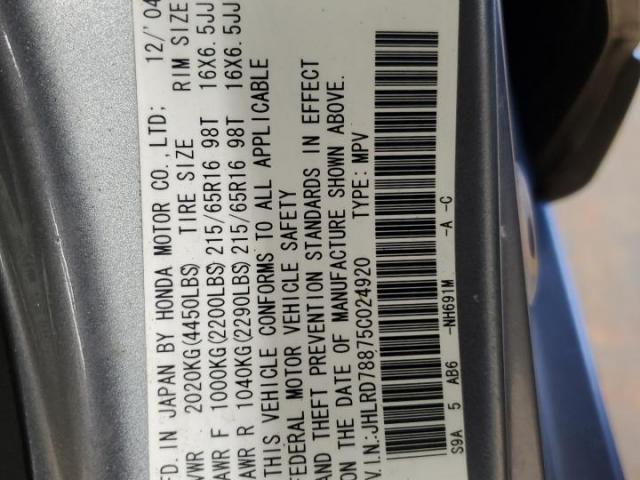 FD. IN JAPAN BY HONDA MOTOR CO.,LTD: 12/'04
VWR 2020KG(4450LBS) TIRE SIZE RIM SIZE
AWR F 1000KG(2200LBS) 215/65R16 98T 16X6.5JJ
AWR R 1040KG(2290LBS) 215/65R16 98T 16X6.5JJ
THIS VEHICLE CONFORMS TO ALL APPLICABLE
FEDERAL MOTOR VEHICLE SAFETY
AND THEFT PREVENTION STANDARDS IN EFFECT
ON THE DATE OF MANUFACTURE SHOWN ABOVE.
V.I.N.:JHLRD78875C024920 TYPE: MPV
S9A 5 AB6 -NH691M -A -C